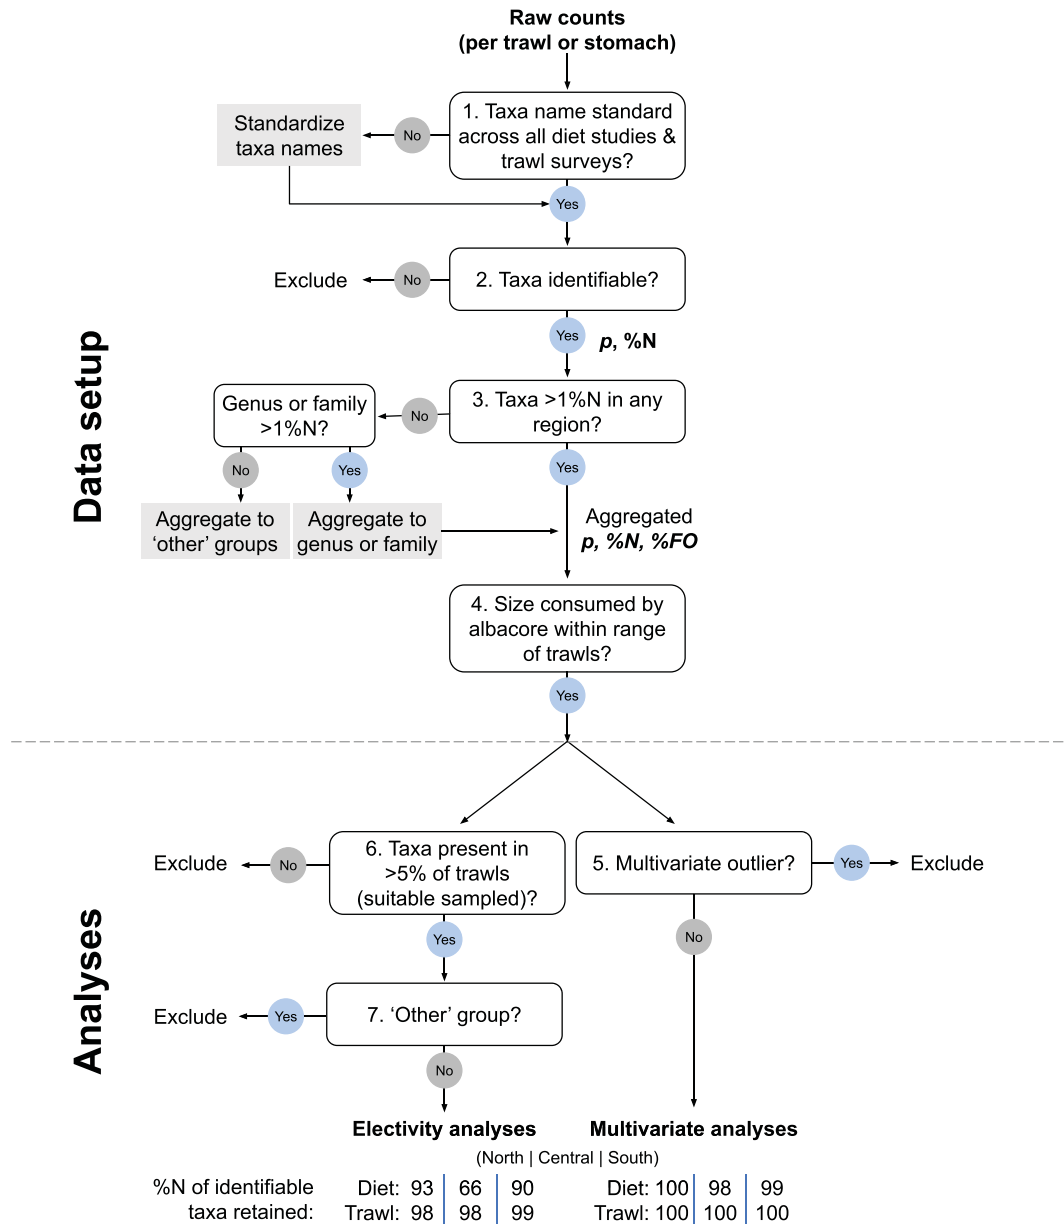 Raw counts
(per trawl or stomach)
1. Taxa name standard
across all diet studies &
trawl surveys?
No
Standardize
taxa names
Yes
2. Taxa identifiable?
No
Exclude
Yes
p, %N
3. Taxa >1%N in any
region?
No
Genus or family
>1%N?
No
Yes
Yes
Aggregate to
‘other’ groups
Aggregate to
genus or family
Aggregated
p, %N, %FO
4. Size consumed by
albacore within range
of trawls?
Yes
Data setup
Analyses
6. Taxa present in
>5% of trawls
(suitable sampled)?
No
Exclude
Yes
5. Multivariate outlier?
Yes
Exclude
No
7. ‘Other’ group?
Yes
Exclude
No
Electivity analyses
Multivariate analyses
(North | Central | South)
%N of identifiable
taxa retained:
Diet: 93 66 90
Trawl: 98 98 99
Diet: 100 98 99
Trawl: 100 100 100